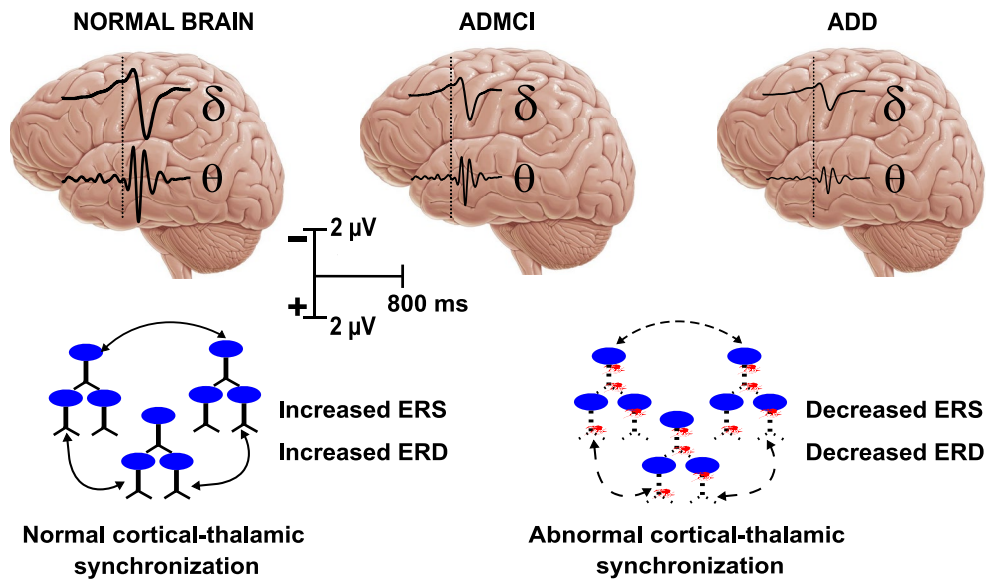 NORMAL BRAIN
ADMCI
ADD
δ
δ
δ
θ
θ
θ
− 2 µV
800 ms
+ 2 µV
Increased ERS
Increased ERD
Decreased ERS
Decreased ERD
Normal cortical-thalamic
synchronization
Abnormal cortical-thalamic
synchronization